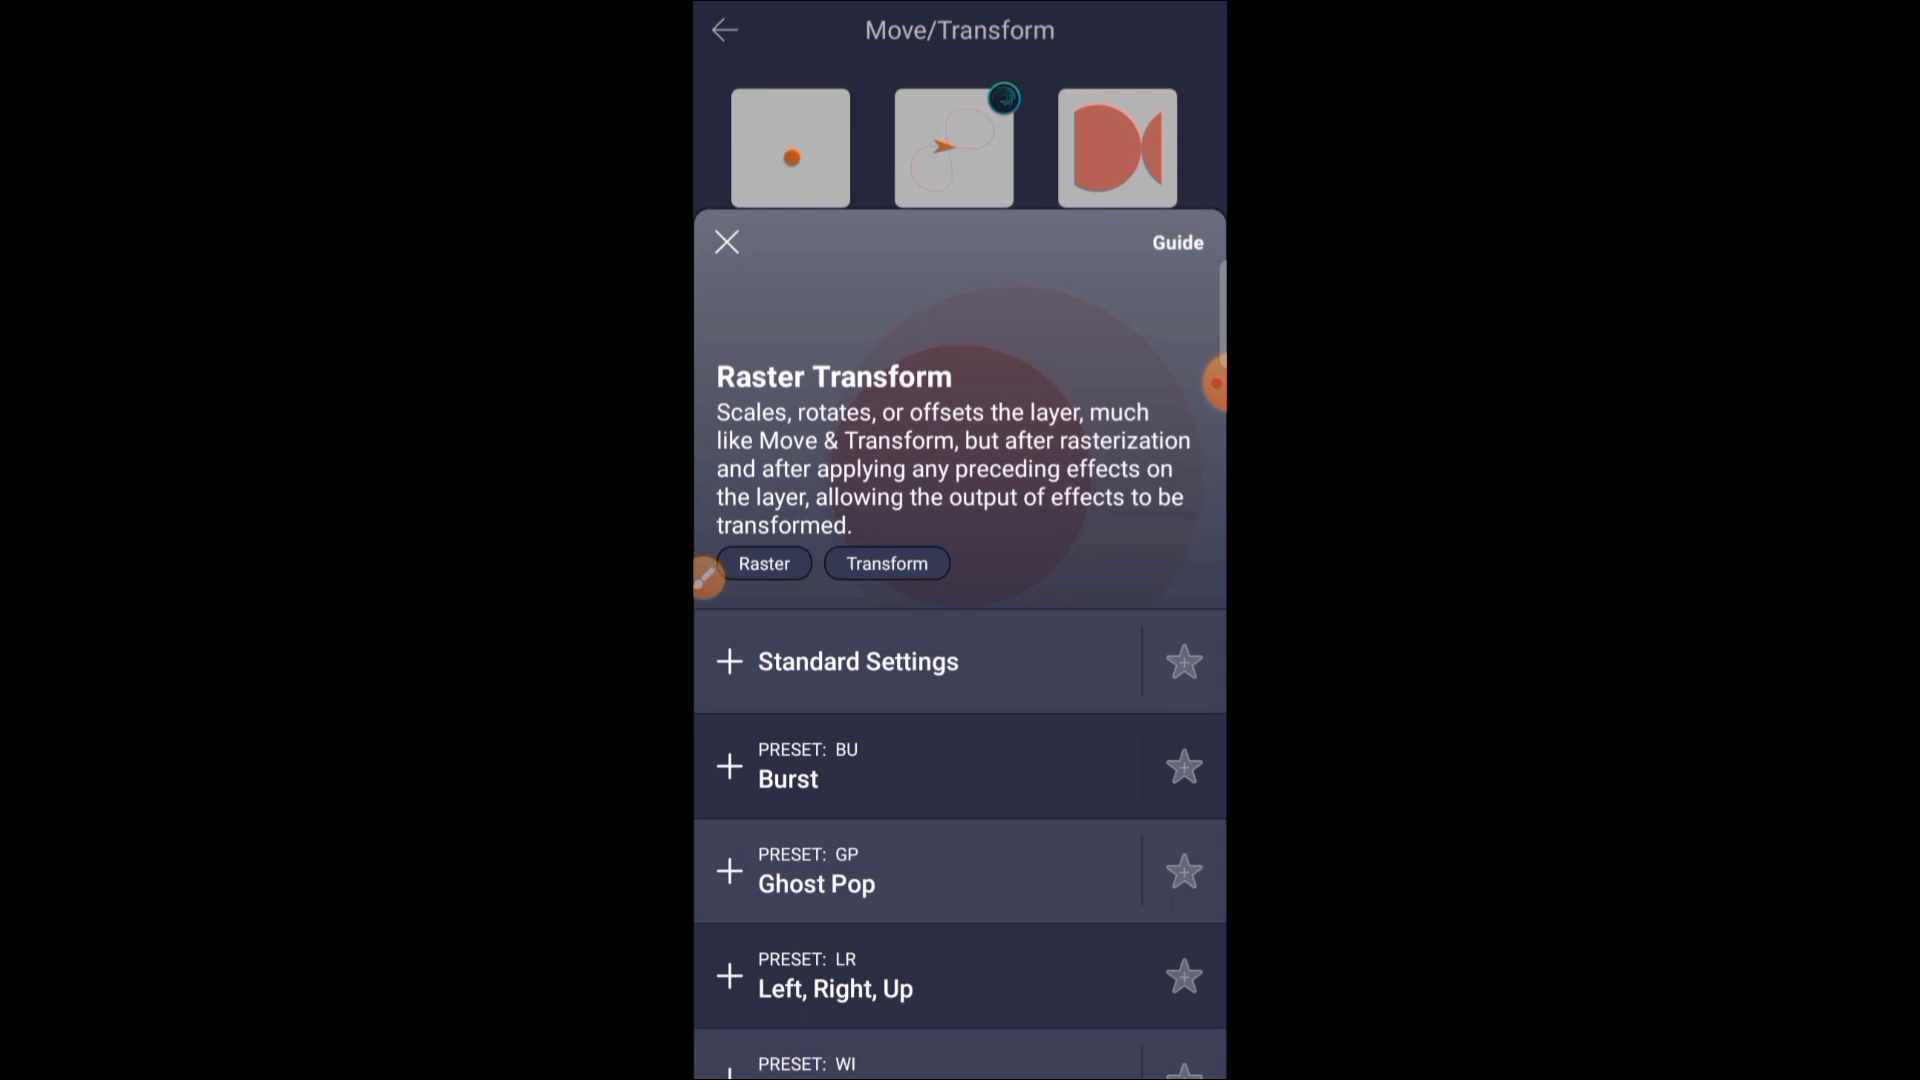 Move/Transform
Guide
Raster Transform
Scales, rotates, or offsets the layer, much
like Move & Transform, but after rasterization
and after applying any preceding effects on
the layer, allowing the output of effects to be
transformed.
Raster
Transform
Standard Settings
PRESET: BU
Burst
PRESET: GP
Ghost Pop
PRESET: LR
Left, Right, Up
PRESET: WI